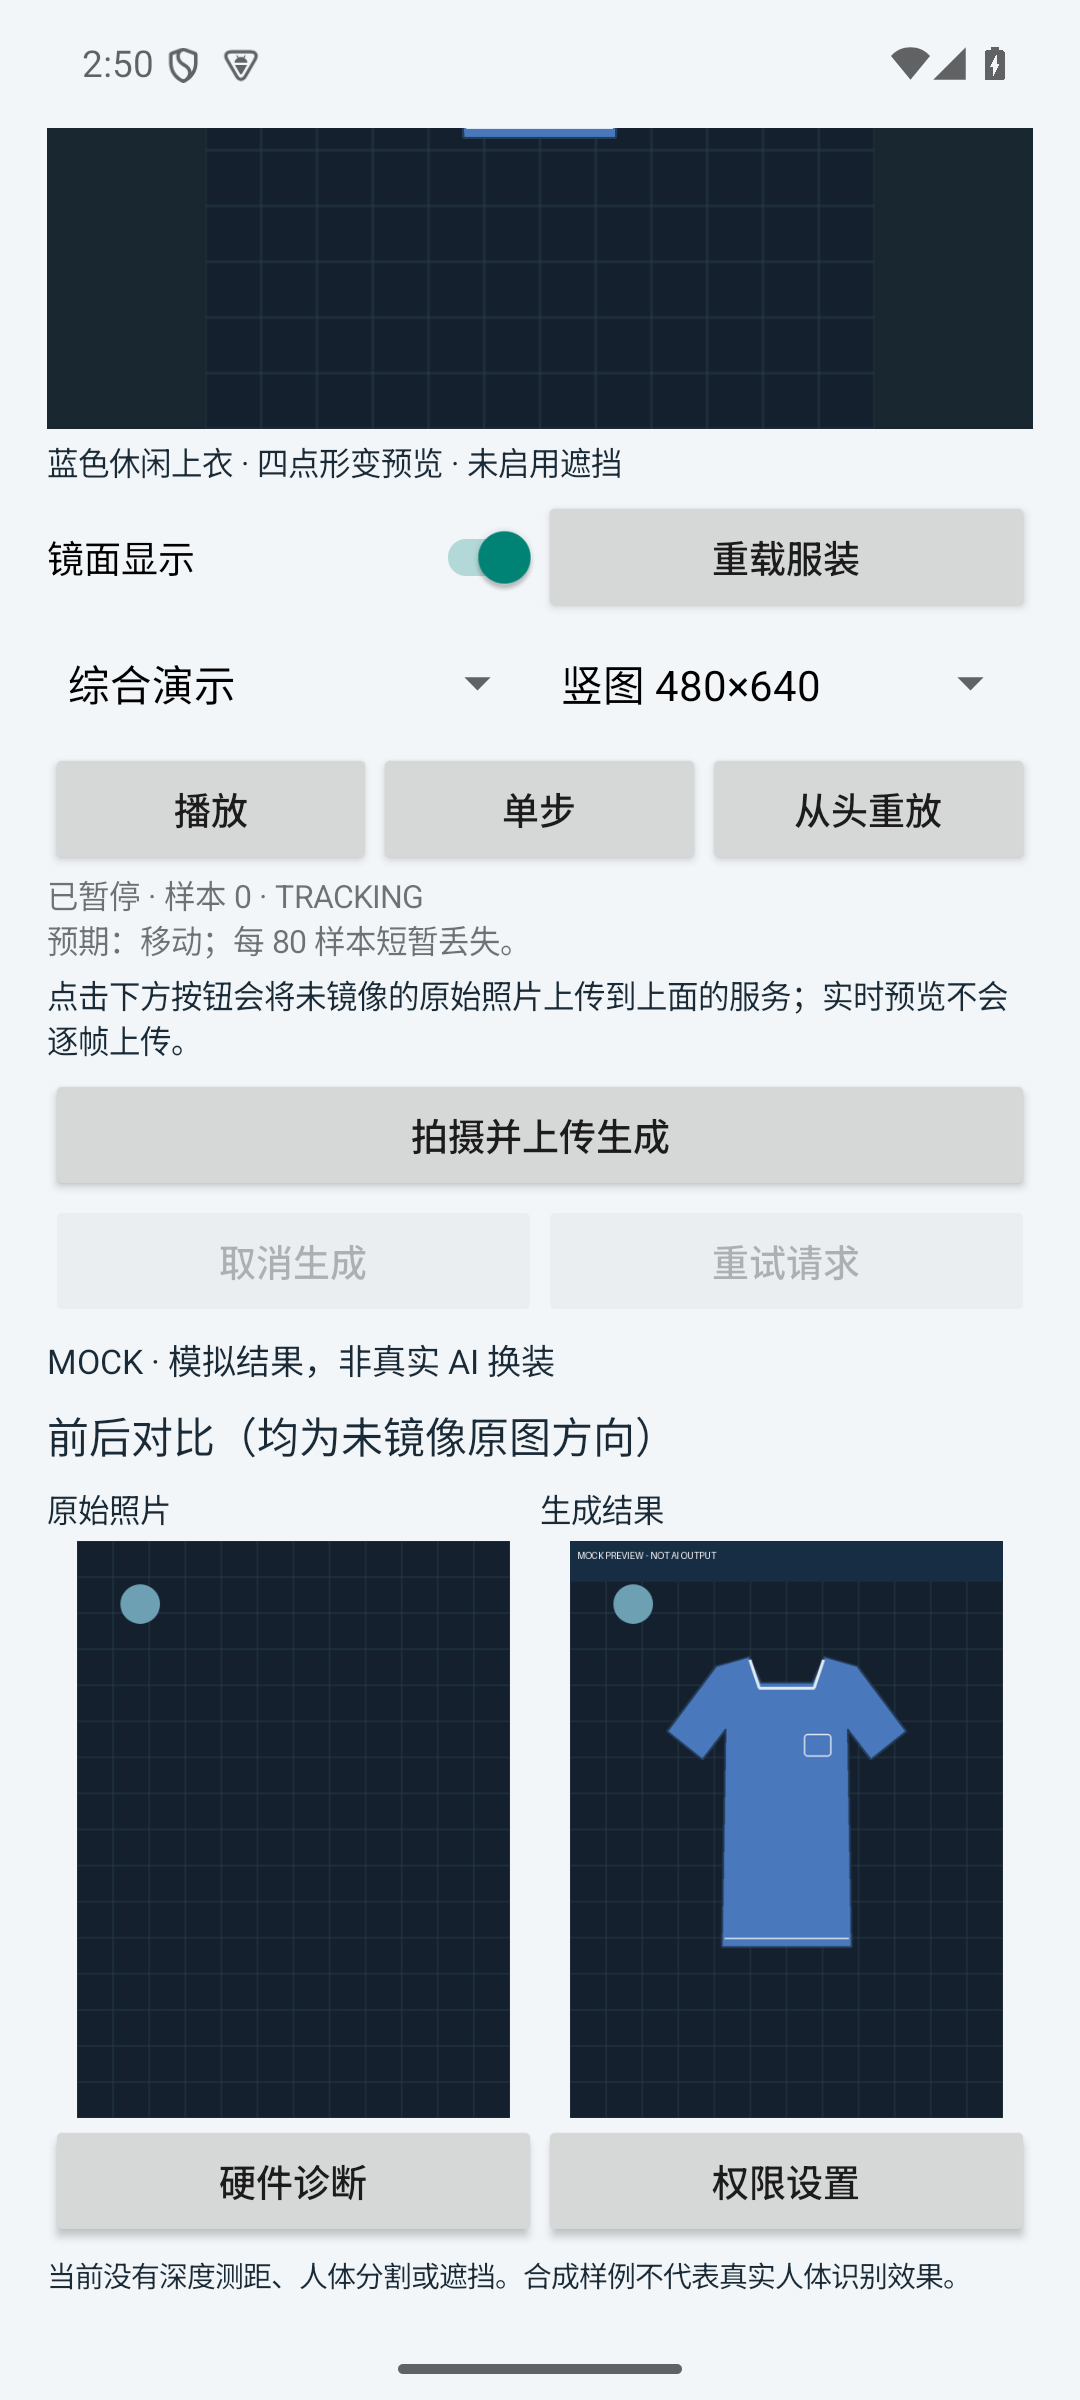 2:50
蓝色休闲上衣 · 四点形变预览 · 未启用遮挡
镜面显示
重载服装
综合演示
竖图 480×640
播放
单步
从头重放
已暂停 · 样本 0 · TRACKING
预期：移动；每 80 样本短暂丢失。
点击下方按钮会将未镜像的原始照片上传到上面的服务；实时预览不会
逐帧上传。
拍摄并上传生成
取消生成
重试请求
MOCK · 模拟结果，非真实 AI 换装
前后对比（均为未镜像原图方向）
原始照片
生成结果
MOCK PREVIEW - NOT AI OUTPUT
硬件诊断
权限设置
当前没有深度测距、人体分割或遮挡。合成样例不代表真实人体识别效果。